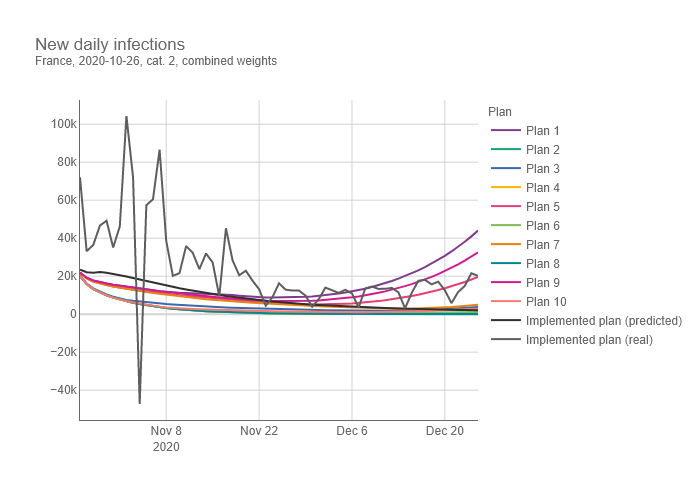 New daily infections
France, 2020-10-26, cat. 2, combined weights
Plan
100k
80k
60k
40k
20k
0
−20k
−40k
Nov 8
2020
Nov 22
Dec 6
Dec 20
Plan 1
Plan 2
Plan 3
Plan 4
Plan 5
Plan 6
Plan 7
Plan 8
Plan 9
Plan 10
Implemented plan (predicted)
Implemented plan (real)